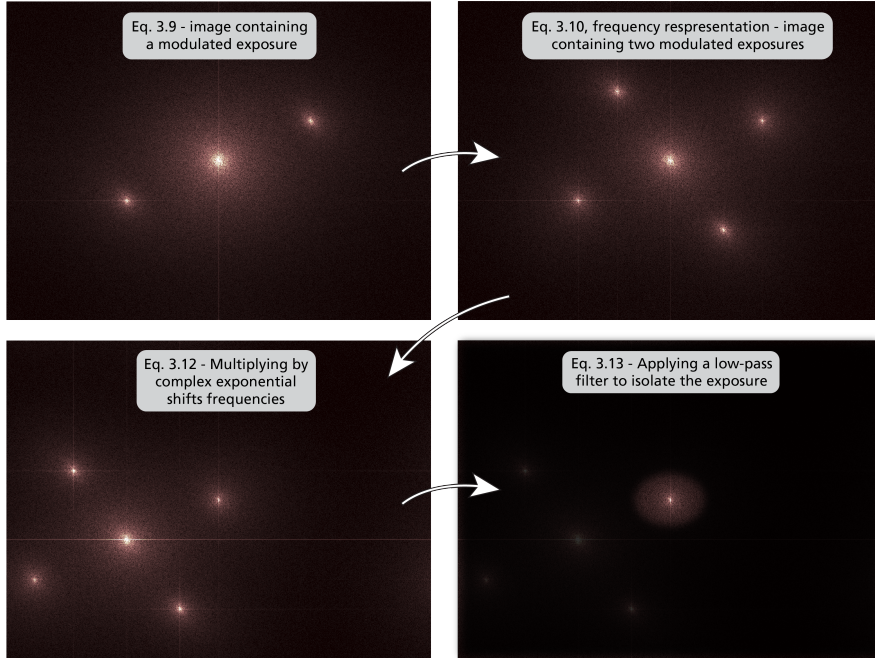 Eq. 3.9 - image containing
a modulated exposure
Eq. 3.10, frequency respresentation - image
containing two modulated exposures
Eq. 3.12 - Multiplying by
complex exponential
shifts frequencies
Eq. 3.13 - Applying a low-pass
filter to isolate the exposure